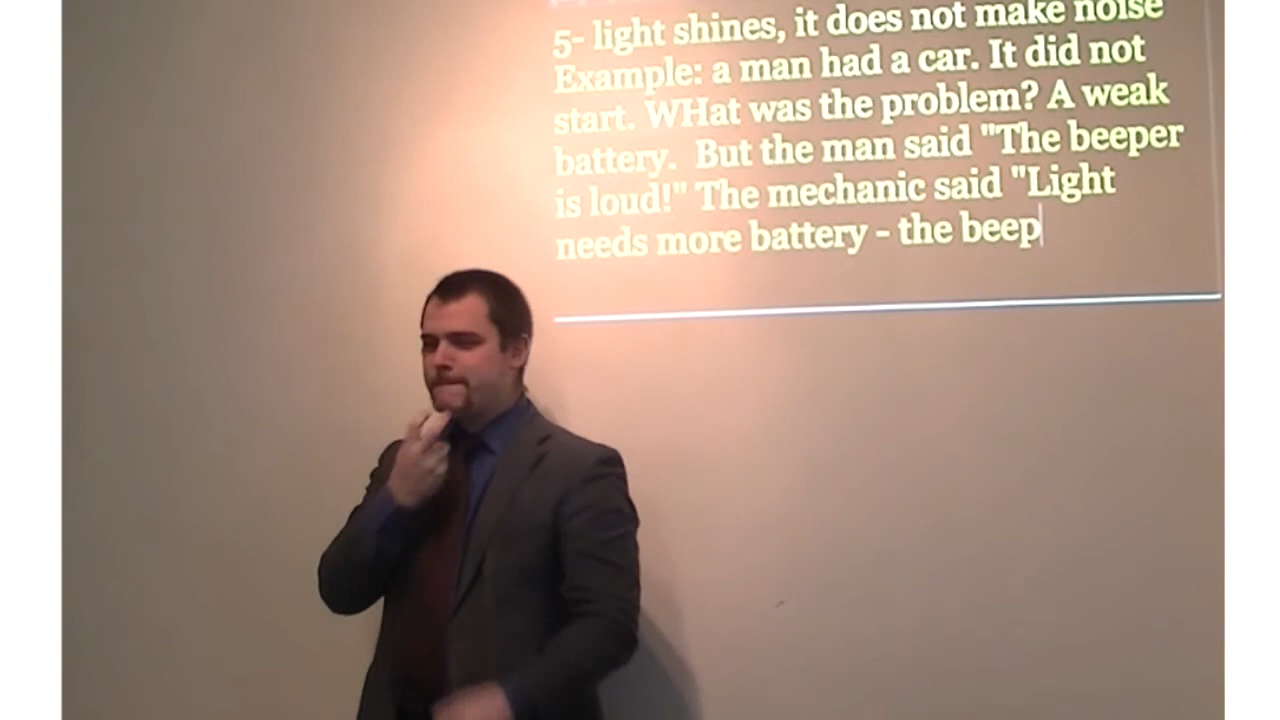 5- light shines, it does not make noise
Example: a man had a car. It did not
start. WHat was the problem? A weak
battery.  But the man said "The beeper
is loud!" The mechanic said "Light
needs more battery - the beep